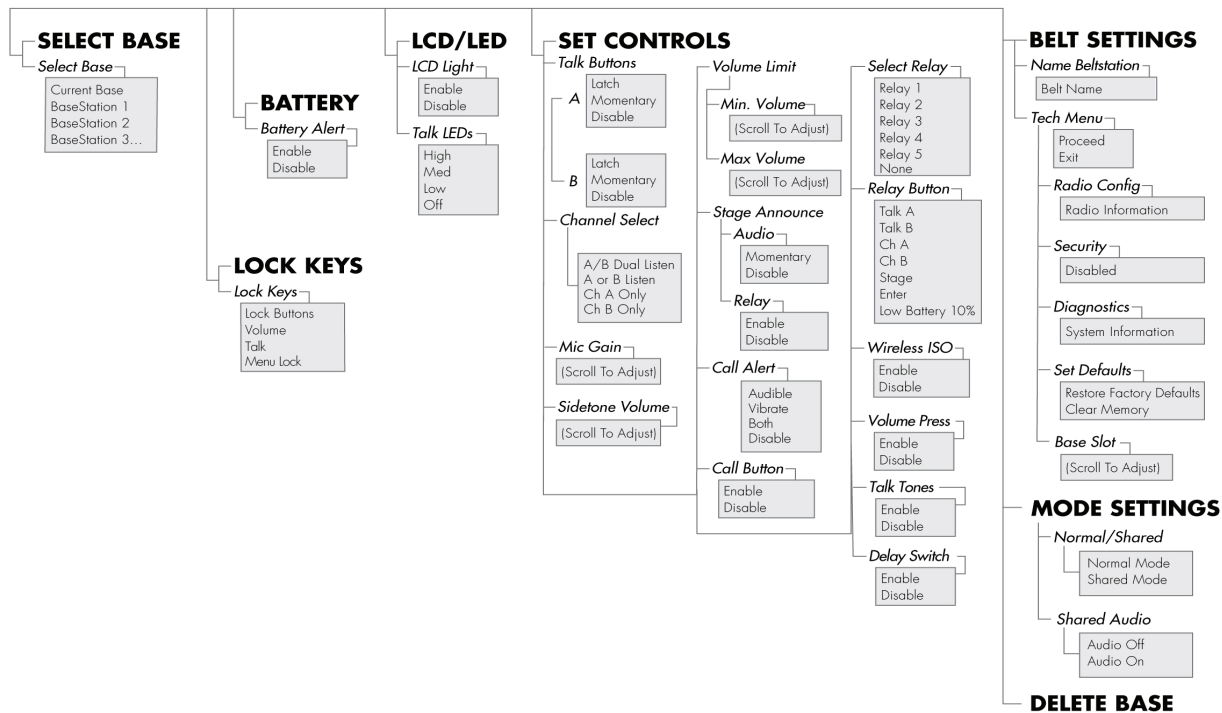 SELECT BASE
Select Base
Current Base
BaseStation 1
BaseStation 2
BaseStation 3...
BATTERY
Battery Alert
Enable
Disable
LOCK KEYS
Lock Keys
Lock Buttons
Volume
Talk
Menu Lock
LCD/LED
LCD Light
Enable
Disable
Talk LEDs
High
Med
Low
Off
SET CONTROLS
Talk Buttons
A
Latch
Momentary
Disable
B
Latch
Momentary
Disable
Channel Select
A/B Dual Listen
A or B Listen
Ch A Only
Ch B Only
Mic Gain
(Scroll To Adjust)
Sidetone Volume
(Scroll To Adjust)
Volume Limit
Min. Volume
(Scroll To Adjust)
Max Volume
(Scroll To Adjust)
Stage Announce
Audio
Momentary
Disable
Relay
Enable
Disable
Call Alert
Audible
Vibrate
Both
Disable
Call Button
Enable
Disable
Select Relay
Relay 1
Relay 2
Relay 3
Relay 4
Relay 5
None
Relay Button
Talk A
Talk B
Ch A
Ch B
Stage
Enter
Low Battery 10%
Wireless ISO
Enable
Disable
Volume Press
Enable
Disable
Talk Tones
Enable
Disable
Delay Switch
Enable
Disable
BELT SETTINGS
Name Beltstation
Belt Name
Tech Menu
Proceed
Exit
Radio Config
Radio Information
Security
Disabled
Diagnostics
System Information
Set Defaults
Restore Factory Defaults
Clear Memory
Base Slot
(Scroll To Adjust)
MODE SETTINGS
Normal/Shared
Normal Mode
Shared Mode
Shared Audio
Audio Off
Audio On
DELETE BASE